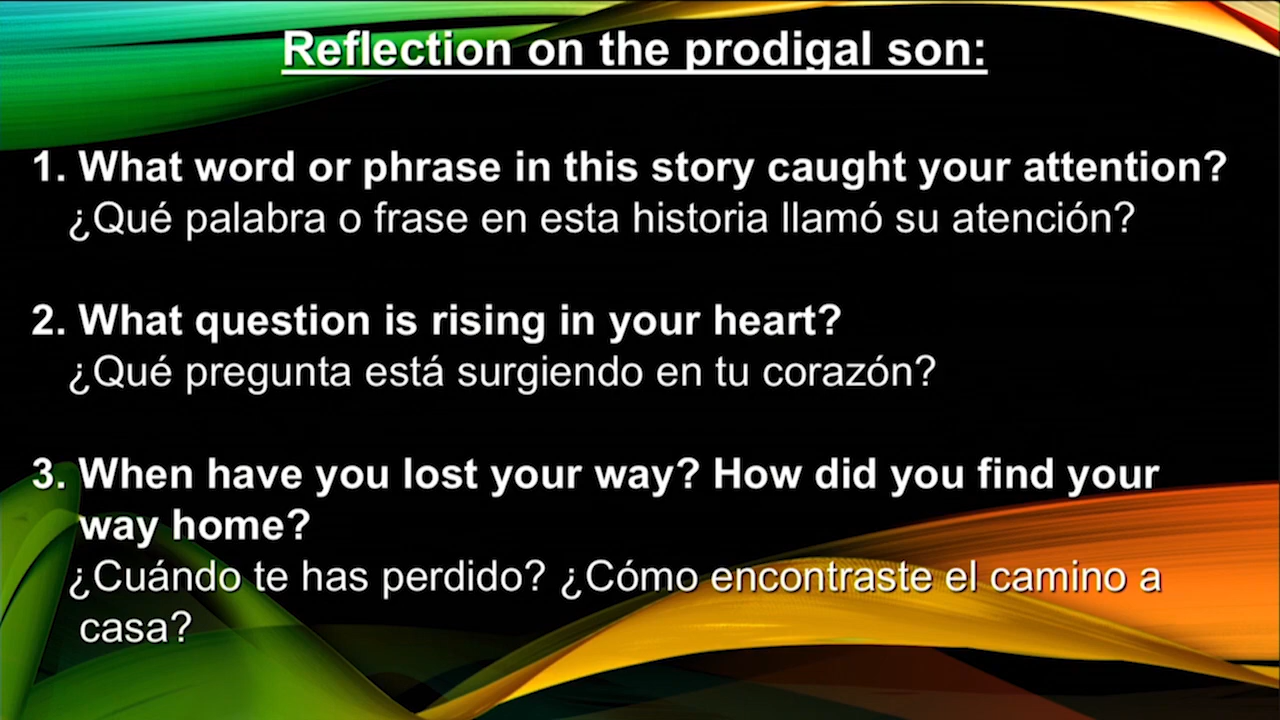 Reflection on the prodigal son:
1. What word or phrase in this story caught your attention?
¿Qué palabra o frase en esta historia llamó su atención?
2. What question is rising in your heart?
¿Qué pregunta está surgiendo en tu corazón?
3. When have you lost your way? How did you find your
way home?
¿Cuándo te has perdido? ¿Cómo encontraste el camino a
casa?